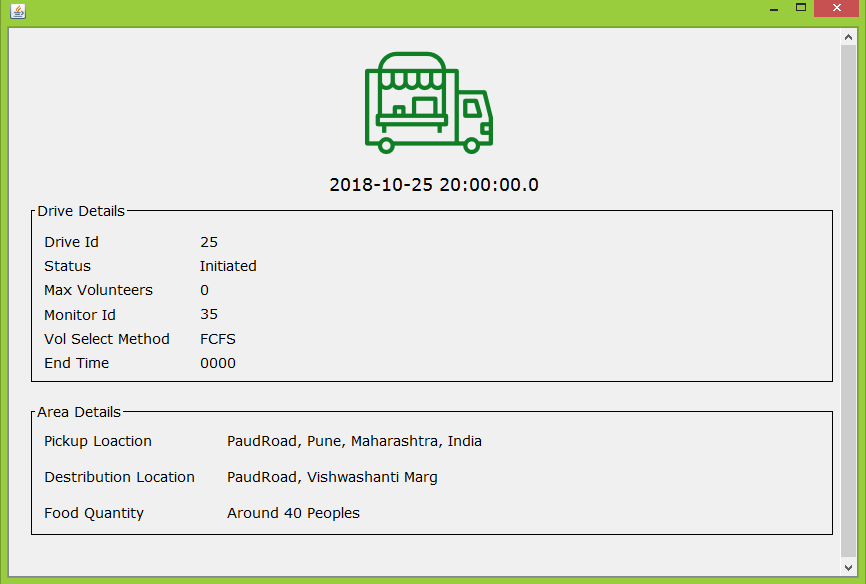 2018-10-25 20:00:00.0
Drive Details
Drive Id 25
Status Initiated
Max Volunteers 0
Monitor Id 35
Vol Select Method FCFS
End Time 0000
Area Details
Pickup Loaction PaudRoad, Pune, Maharashtra, India
Destribution Location PaudRoad, Vishwashanti Marg
Food Quantity Around 40 Peoples